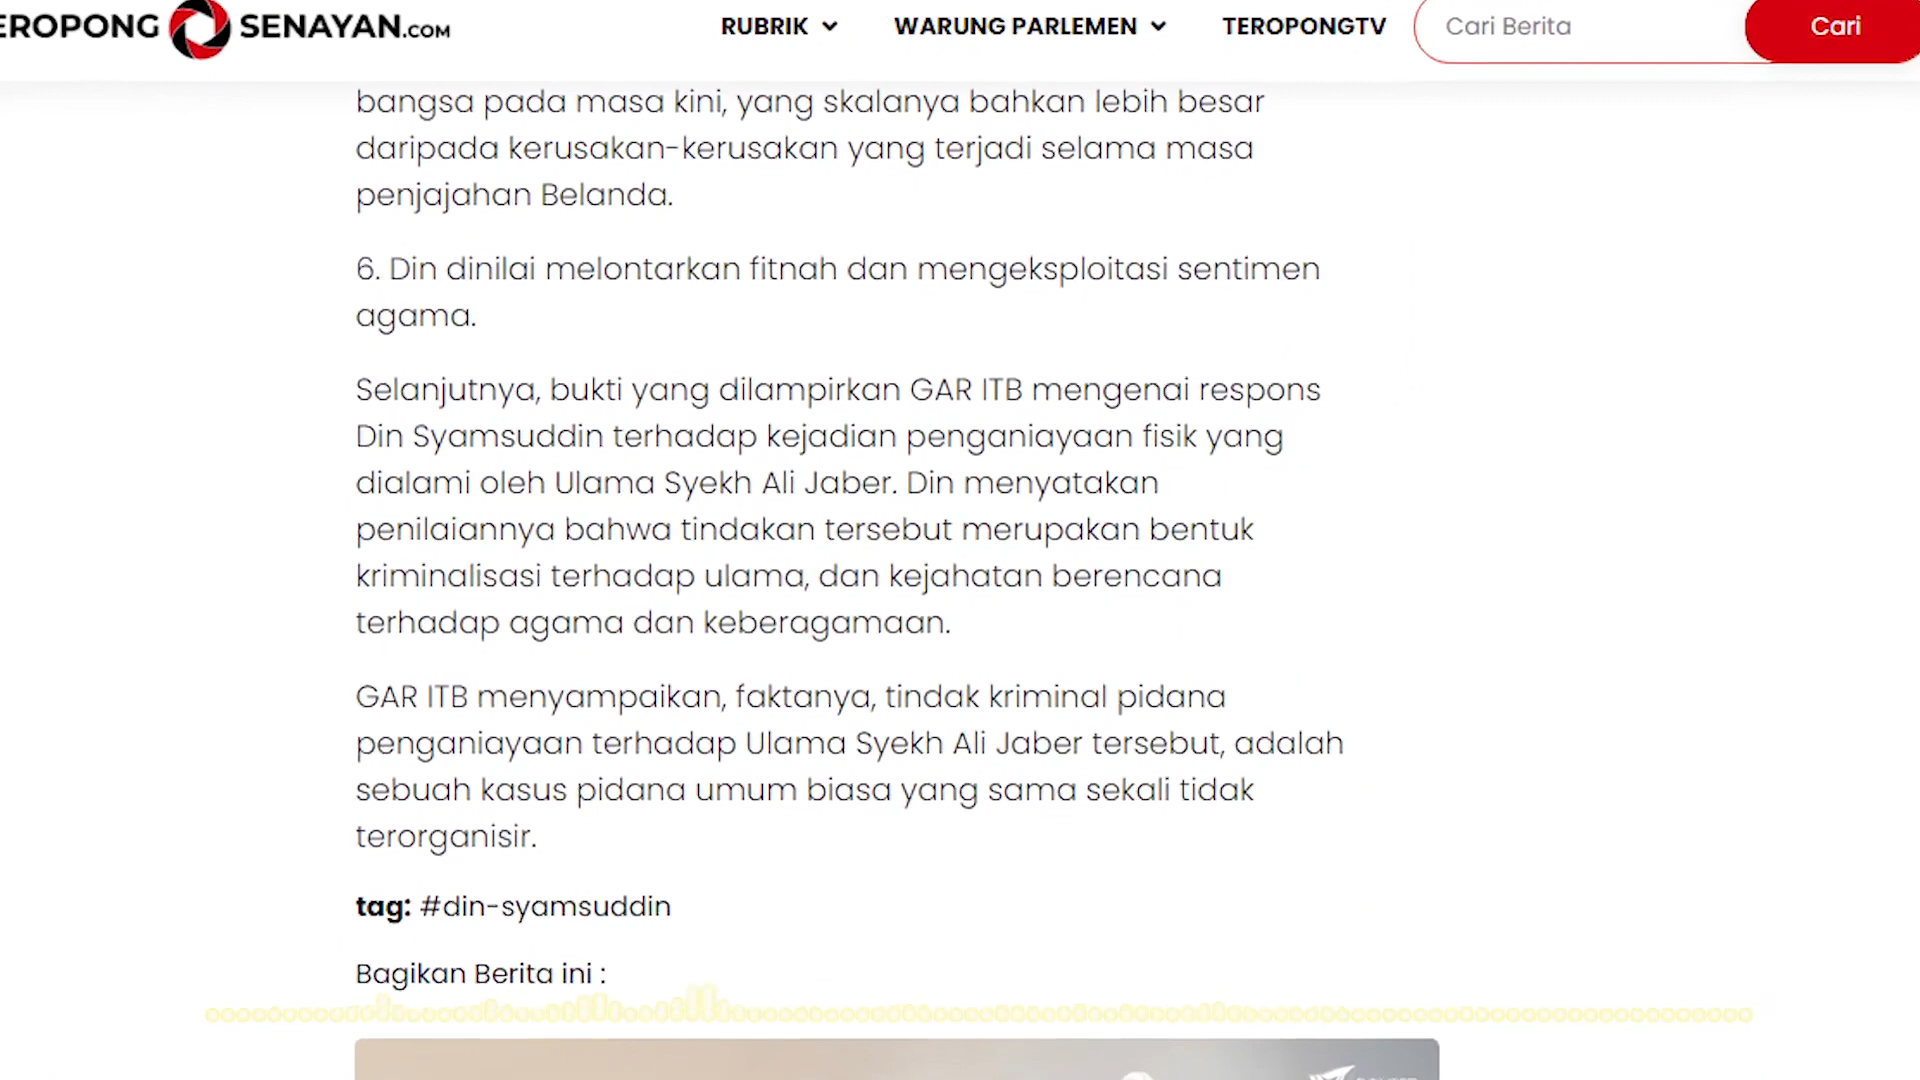 EROPONG SENAYAN.COM RUBRIK WARUNG PARLEMEN TEROPONGTV Cari Berita Cari
bangsa pada masa kini, yang skalanya bahkan lebih besar
daripada kerusakan-kerusakan yang terjadi selama masa
penjajahan Belanda.
6. Din dinilai melontarkan fitnah dan mengeksploitasi sentimen
agama.
Selanjutnya, bukti yang dilampirkan GAR ITB mengenai respons
Din Syamsuddin terhadap kejadian penganiayaan fisik yang
dialami oleh Ulama Syekh Ali Jaber. Din menyatakan
penilaiannya bahwa tindakan tersebut merupakan bentuk
kriminalisasi terhadap ulama, dan kejahatan berencana
terhadap agama dan keberagamaan.
GAR ITB menyampaikan, faktanya, tindak kriminal pidana
penganiayaan terhadap Ulama Syekh Ali Jaber tersebut, adalah
sebuah kasus pidana umum biasa yang sama sekali tidak
terorganisir.
tag: #din-syamsuddin
Bagikan Berita ini :